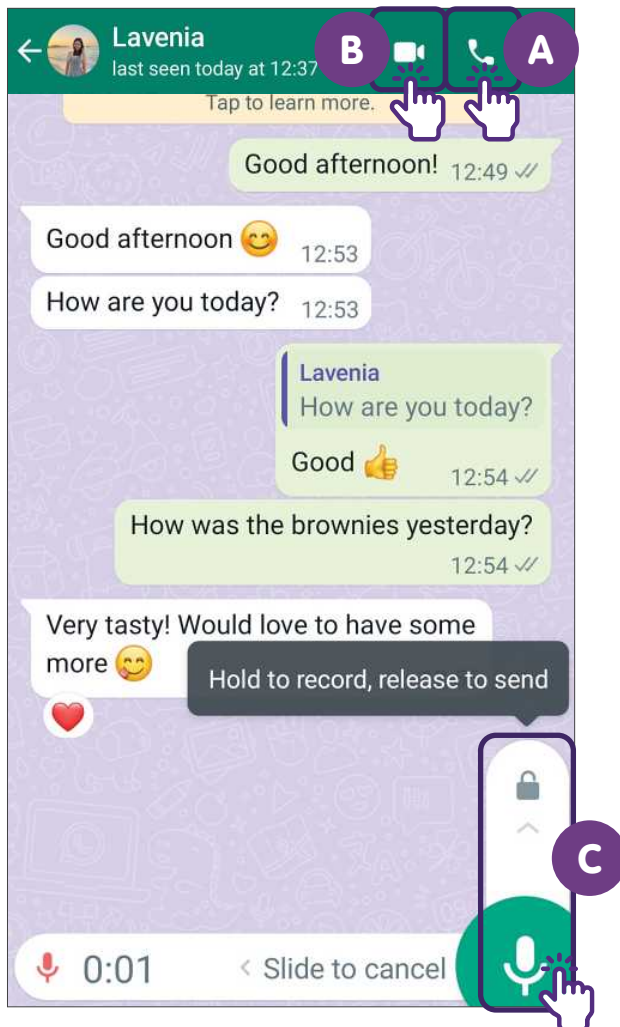 Lavenia
last seen today at 12:37
B
A
Tap to learn more.
Good afternoon! 12:49
Good afternoon 😊 12:53
How are you today? 12:53
Lavenia
How are you today?
Good 👍 12:54
How was the brownies yesterday?
12:54
Very tasty! Would love to have some
more 😋
Hold to record, release to send
C
0:01 < Slide to cancel